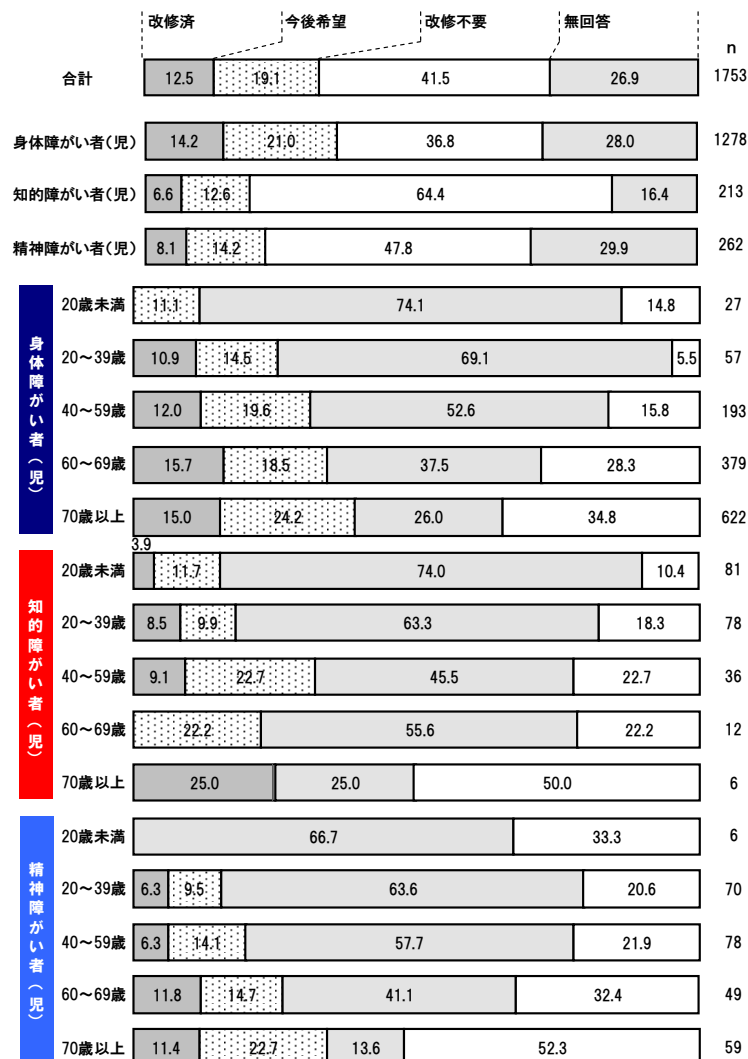 改修済 今後希望 改修不要 無回答
n
合計 12.5 19.1 41.5 26.9 1753
身体障がい者(児) 14.2 21.0 36.8 28.0 1278
知的障がい者(児) 6.6 12.6 64.4 16.4 213
精神障がい者(児) 8.1 14.2 47.8 29.9 262
身体障がい者(児)
20歳未満 11.1 74.1 14.8 27
20～39歳 10.9 14.5 69.1 5.5 57
40～59歳 12.0 19.6 52.6 15.8 193
60～69歳 15.7 18.5 37.5 28.3 379
70歳以上 15.0 24.2 26.0 34.8 622
知的障がい者(児)
20歳未満 3.9 11.7 74.0 10.4 81
20～39歳 8.5 9.9 63.3 18.3 78
40～59歳 9.1 22.7 45.5 22.7 36
60～69歳 22.2 55.6 22.2 12
70歳以上 25.0 25.0 50.0 6
精神障がい者(児)
20歳未満 66.7 33.3 6
20～39歳 6.3 9.5 63.6 20.6 70
40～59歳 6.3 14.1 57.7 21.9 78
60～69歳 11.8 14.7 41.1 32.4 49
70歳以上 11.4 22.7 13.6 52.3 59